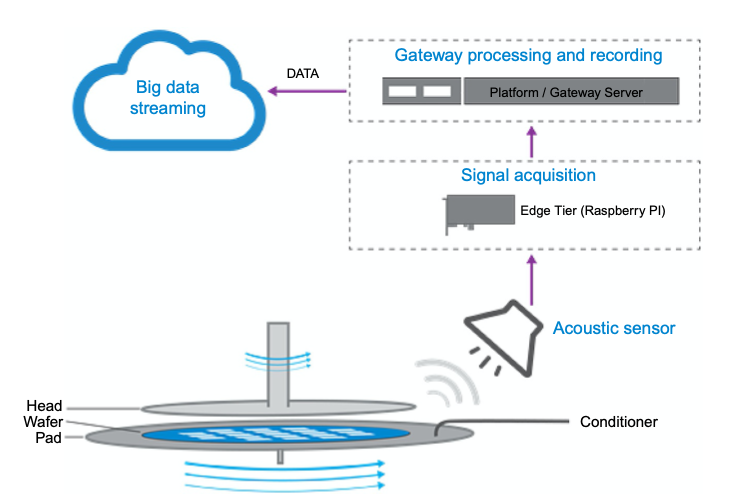 Gateway processing and recording
Platform / Gateway Server
DATA
Big data
streaming
Signal acquisition
Edge Tier (Raspberry PI)
Acoustic sensor
Head
Wafer
Pad
Conditioner